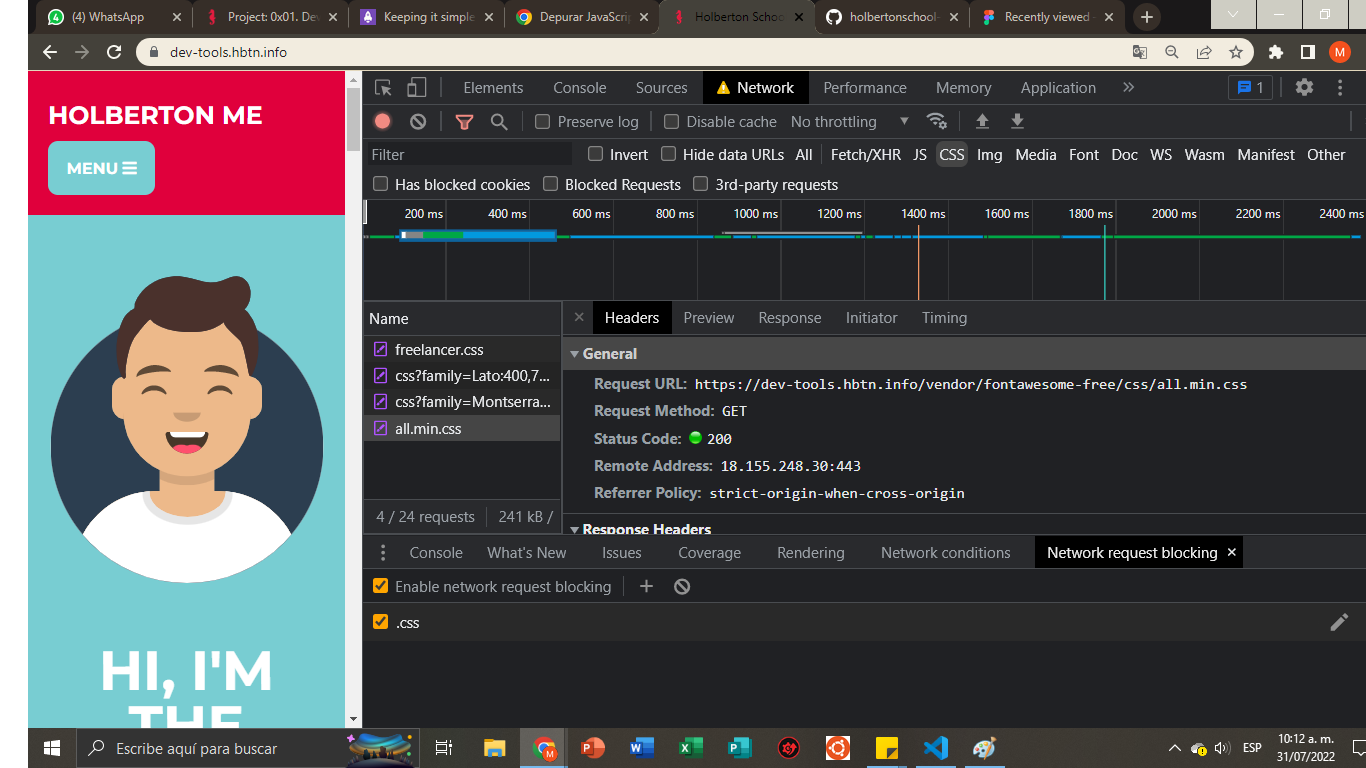 (4) WhatsApp
Project: 0x01. Dev
Keeping it simple
Depurar JavaScrip
Holberton School
holbertonschool-
Recently viewed
dev-tools.hbtn.info
M
HOLBERTON ME
MENU
HI, I'M
THE
Elements Console Sources Network Performance Memory Application 1
Preserve log Disable cache No throttling
Filter Invert Hide data URLs All Fetch/XHR JS CSS Img Media Font Doc WS Wasm Manifest Other
Has blocked cookies Blocked Requests 3rd-party requests
200 ms 400 ms 600 ms 800 ms 1000 ms 1200 ms 1400 ms 1600 ms 1800 ms 2000 ms 2200 ms 2400 ms
Name
freelancer.css
css?family=Lato:400,7...
css?family=Montserra...
all.min.css
4 / 24 requests 241 kB /
Headers Preview Response Initiator Timing
General
Request URL: https://dev-tools.hbtn.info/vendor/fontawesome-free/css/all.min.css
Request Method: GET
Status Code: 200
Remote Address: 18.155.248.30:443
Referrer Policy: strict-origin-when-cross-origin
Response Headers
Console What's New Issues Coverage Rendering Network conditions Network request blocking
Enable network request blocking
.css
Escribe aquí para buscar
ESP
10:12 a. m.
31/07/2022